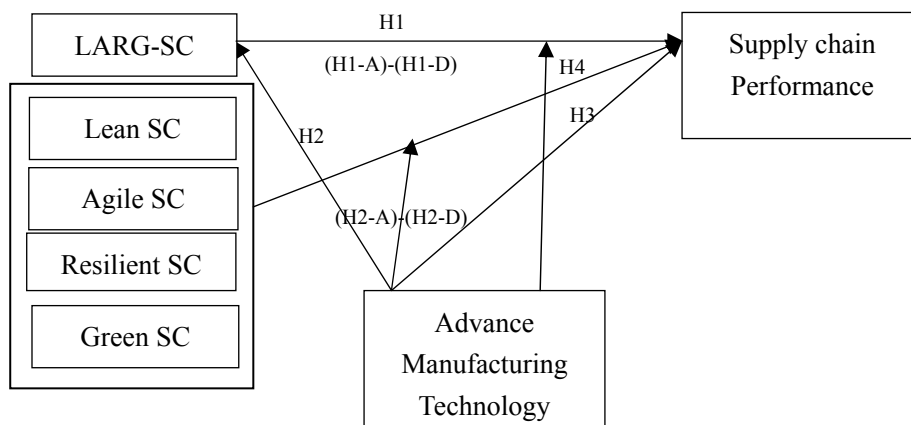 H1
LARG-SC
(H1-A)-(H1-D)
H4
Supply chain
Performance
Lean SC
H2
H3
Agile SC
(H2-A)-(H2-D)
Resilient SC
Green SC
Advance
Manufacturing
Technology